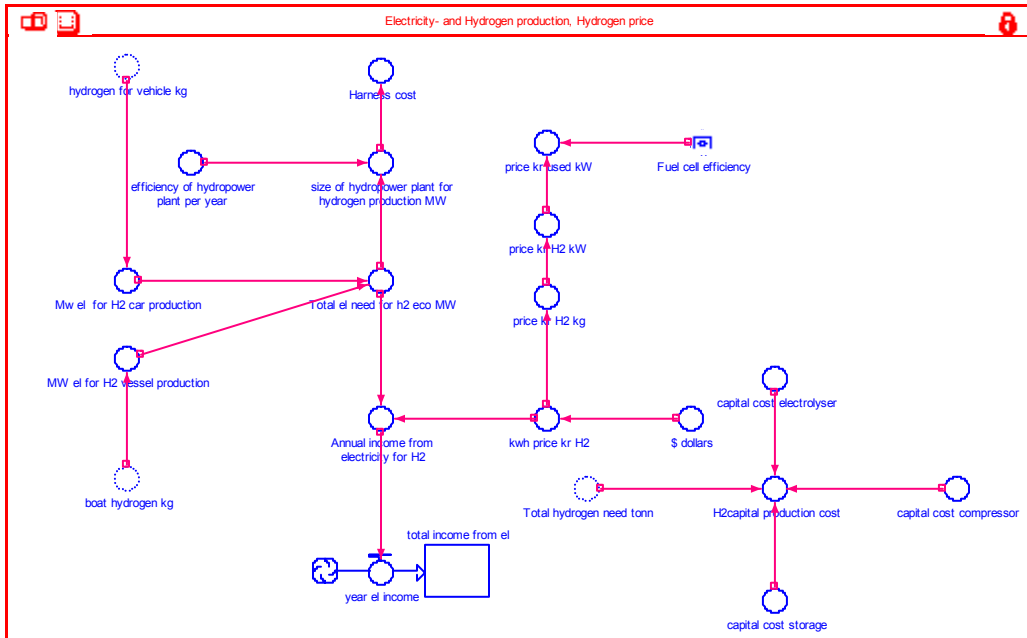 Electricity- and Hydrogen production, Hydrogen price
hydrogen for vehicle kg
Harness cost
efficiency of hydropower
plant per year
size of hydropower plant for
hydrogen production MW
price kr used kW
Fuel cell efficiency
price kr H2 kW
Mw el for H2 car production
Total el need for h2 eco MW
price kr H2 kg
MW el for H2 vessel production
capital cost electrolyser
Annual income from
electricity for H2
kwh price kr H2
$ dollars
boat hydrogen kg
Total hydrogen need tonn
H2capital production cost
capital cost compressor
total income from el
year el income
capital cost storage